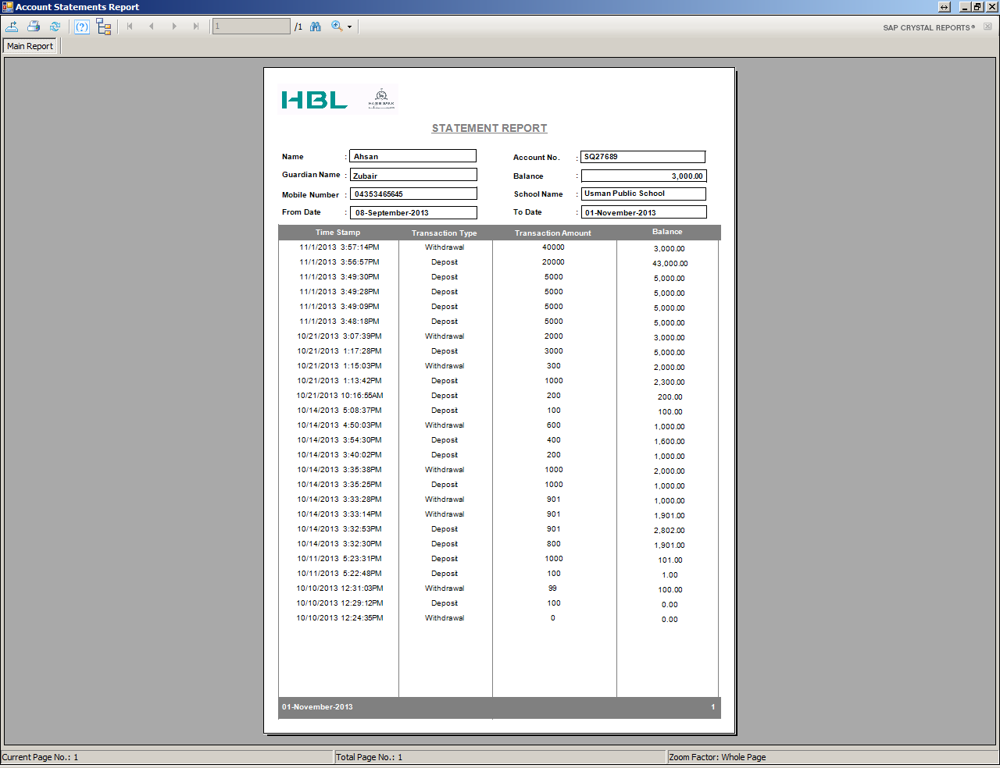 Account Statements Report
1 /1
SAP CRYSTAL REPORTS®
Main Report
HBL HABIB BANK
STATEMENT REPORT
Name : Ahsan Account No. : SQ27689
Guardian Name : Zubair Balance : 3,000.00
Mobile Number : 04353465645 School Name : Usman Public School
From Date : 08-September-2013 To Date : 01-November-2013
Time Stamp Transaction Type Transaction Amount Balance
11/1/2013 3:57:14PM Withdrawal 40000 3,000.00
11/1/2013 3:56:57PM Deposit 20000 43,000.00
11/1/2013 3:49:30PM Deposit 5000 5,000.00
11/1/2013 3:49:28PM Deposit 5000 5,000.00
11/1/2013 3:49:09PM Deposit 5000 5,000.00
11/1/2013 3:48:18PM Deposit 5000 5,000.00
10/21/2013 3:07:39PM Withdrawal 2000 3,000.00
10/21/2013 1:17:28PM Deposit 3000 5,000.00
10/21/2013 1:15:03PM Withdrawal 300 2,000.00
10/21/2013 1:13:42PM Deposit 1000 2,300.00
10/21/2013 10:16:55AM Deposit 200 200.00
10/14/2013 5:08:37PM Deposit 100 100.00
10/14/2013 4:50:03PM Withdrawal 600 1,000.00
10/14/2013 3:54:30PM Deposit 400 1,600.00
10/14/2013 3:40:02PM Deposit 200 1,000.00
10/14/2013 3:35:38PM Withdrawal 1000 2,000.00
10/14/2013 3:35:25PM Deposit 1000 1,000.00
10/14/2013 3:33:28PM Withdrawal 901 1,000.00
10/14/2013 3:33:14PM Withdrawal 901 1,901.00
10/14/2013 3:32:53PM Deposit 901 2,802.00
10/14/2013 3:32:30PM Deposit 800 1,901.00
10/11/2013 5:23:31PM Deposit 1000 101.00
10/11/2013 5:22:48PM Deposit 100 1.00
10/10/2013 12:31:03PM Withdrawal 99 100.00
10/10/2013 12:29:12PM Deposit 100 0.00
10/10/2013 12:24:35PM Withdrawal 0 0.00
01-November-2013 1
Current Page No.: 1 Total Page No.: 1 Zoom Factor: Whole Page